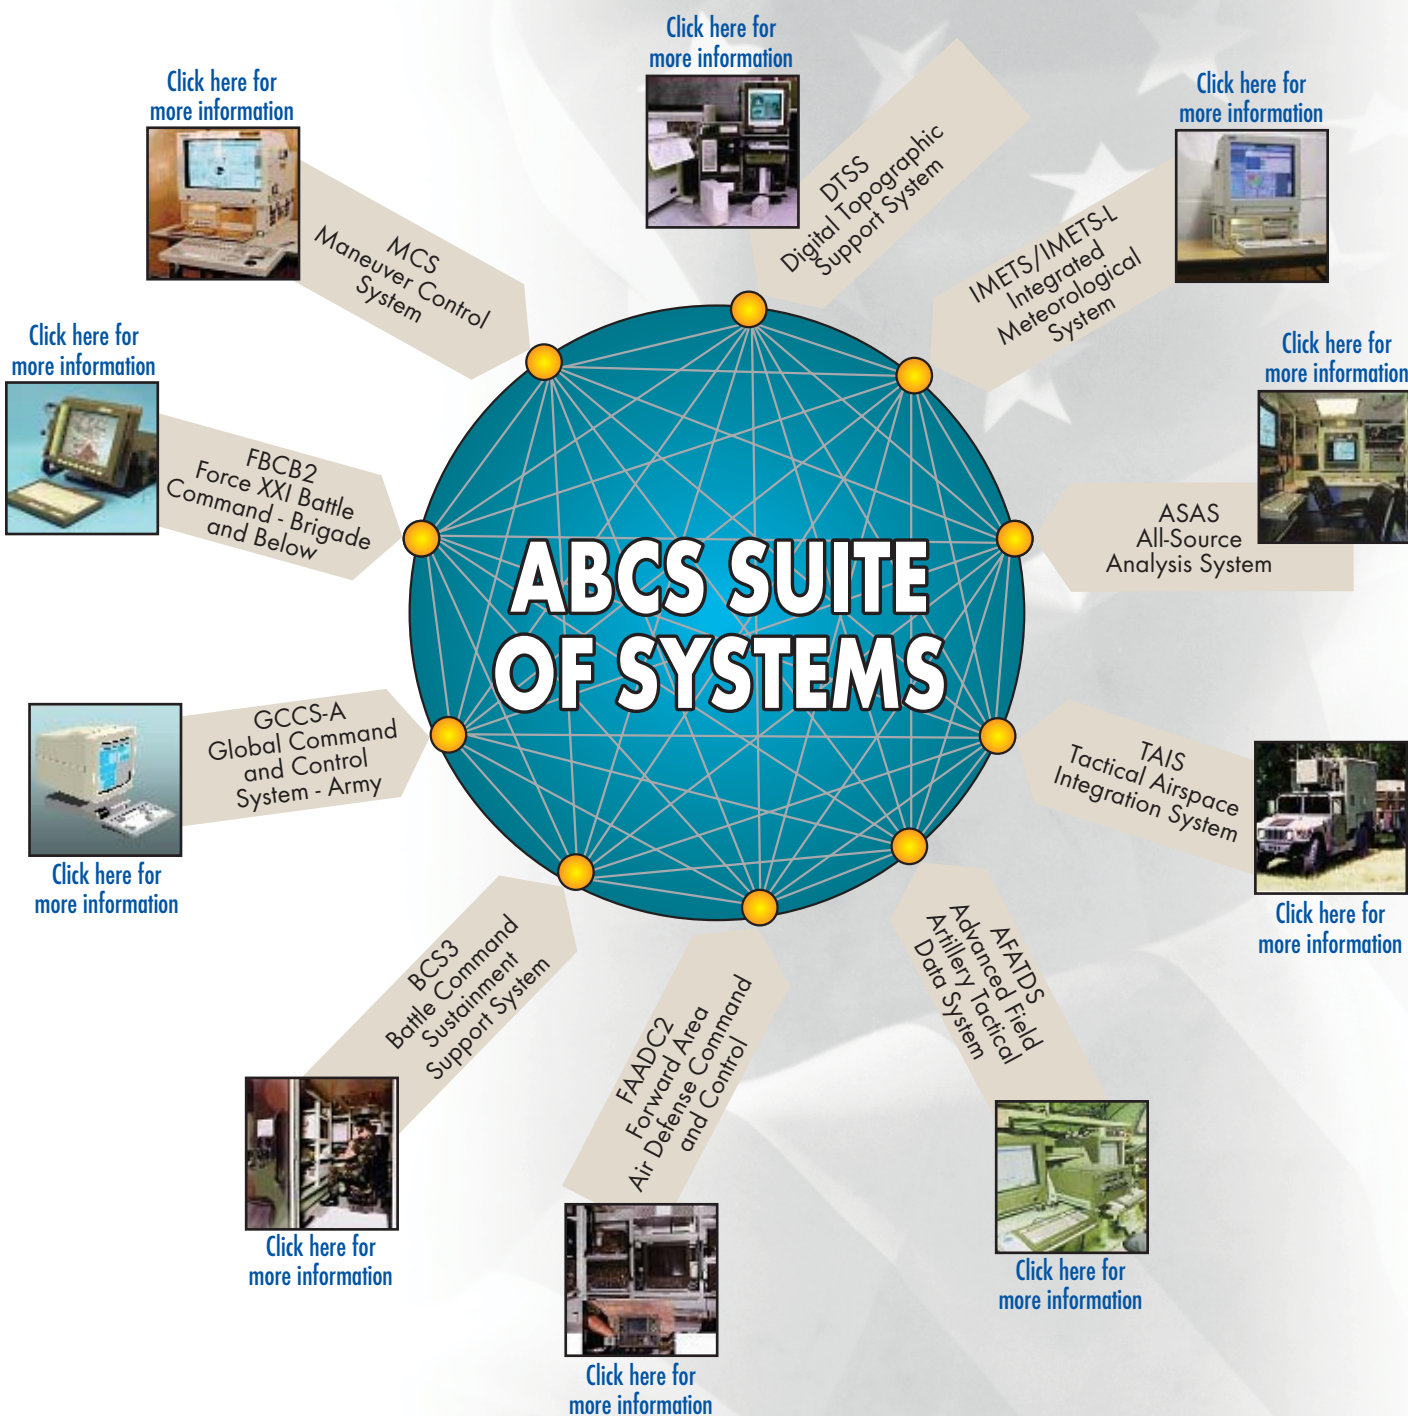 Click here for
more information
Click here for
more information
Click here for
more information
DTSS
Digital Topographic
Support System
MCS
Maneuver Control
System
IMETS/IMETS-L
Integrated
Meteorological
System
Click here for
more information
Click here for
more information
FBCB2
Force XXI Battle
Command - Brigade
and Below
ASAS
All-Source
Analysis System
ABCS SUITE
OF SYSTEMS
GCCS-A
Global Command
and Control
System - Army
Click here for
more information
TAIS
Tactical Airspace
Integration System
Click here for
more information
BCS3
Battle Command
Sustainment
Support System
Click here for
more information
FAADC2
Forward Area
Air Defense Command
and Control
Click here for
more information
AFATDS
Advanced Field
Artillery Tactical
Data System
Click here for
more information